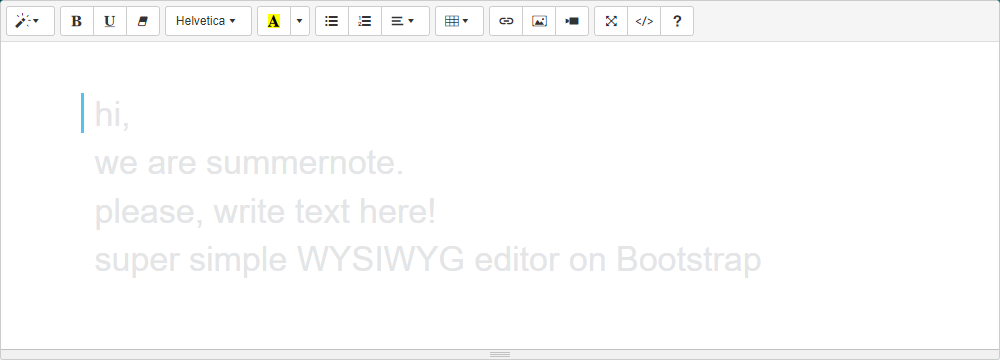 B U Helvetica A </> ?
hi,
we are summernote.
please, write text here!
super simple WYSIWYG editor on Bootstrap